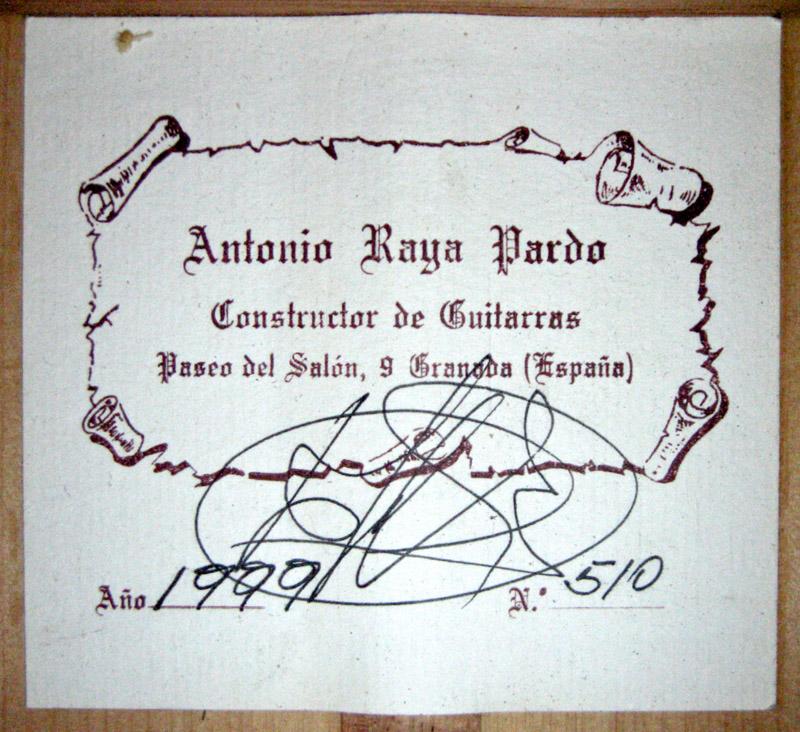 Antonio Raya Pardo
Constructor de Guitarras
Paseo del Salón, 9 Granada (España)
Año 1999 N.º 510